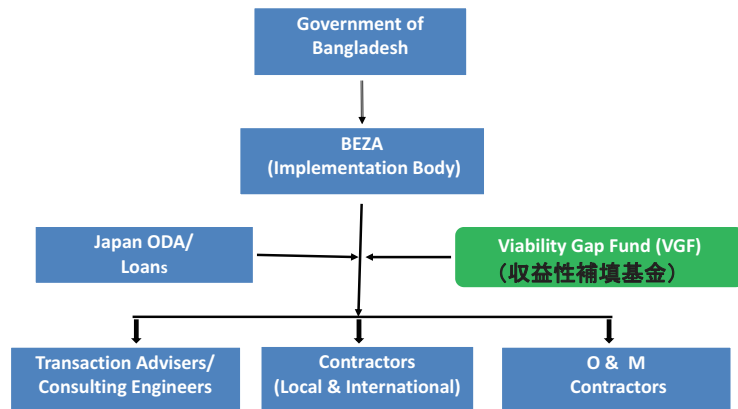 Government of
Bangladesh
BEZA
(Implementation Body)
Japan ODA/
Loans
Viability Gap Fund (VGF)
（収益性補填基金）
Transaction Advisers/
Consulting Engineers
Contractors
(Local & International)
O & M
Contractors